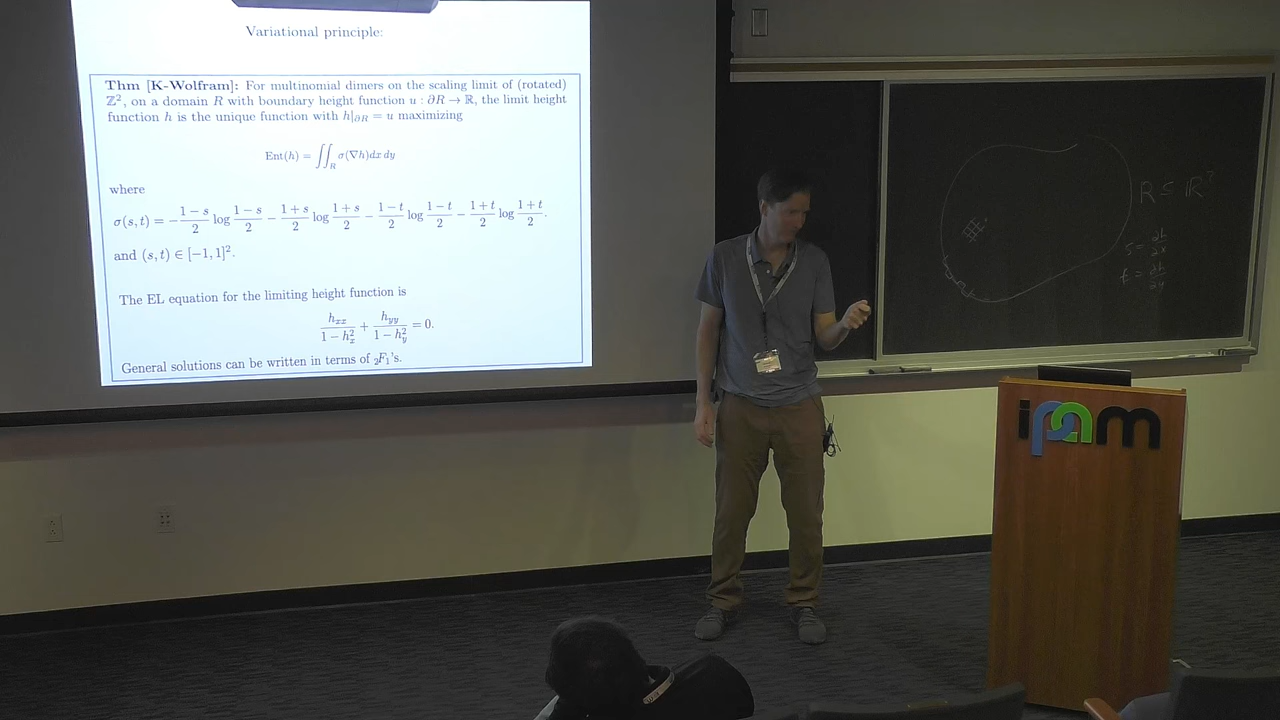 Variational principle:
Thm [K-Wolfram]: For multinomial dimers on the scaling limit of (rotated)
ℤ², on a domain R with boundary height function u : ∂R → ℝ, the limit height
function h is the unique function with h|∂R = u maximizing
Ent(h) = ∬_R σ(∇h)dx dy
where
σ(s, t) = −(1−s)/2 log (1−s)/2 − (1+s)/2 log (1+s)/2 − (1−t)/2 log (1−t)/2 − (1+t)/2 log (1+t)/2.
and (s, t) ∈ [−1, 1]².
The EL equation for the limiting height function is
h_xx/(1 − h_x²) + h_yy/(1 − h_y²) = 0.
General solutions can be written in terms of ₂F₁'s.
R ⊆ ℝ²
s = ∂h/∂x
t = ∂h/∂y
ipam